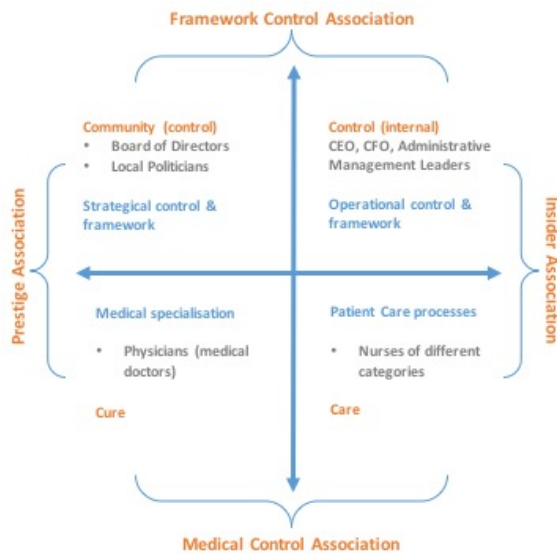 Framework Control Association
Community (control)
• Board of Directors
• Local Politicians
Strategical control &
framework
Control (internal)
CEO, CFO, Administrative
Management Leaders
Operational control &
framework
Prestige Association
Insider Association
Medical specialisation
• Physicians (medical
doctors)
Cure
Patient Care processes
• Nurses of different
categories
Care
Medical Control Association